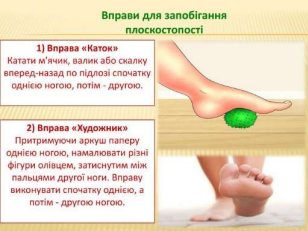 Вправи для запобігання
плоскостопості
1) Вправа «Каток»
Катати м'ячик, валик або скалку
вперед-назад по підлозі спочатку
однією ногою, потім - другою.
2) Вправа «Художник»
Притримуючи аркуш паперу
однією ногою, намалювати різні
фігури олівцем, затиснутим між
пальцями другої ноги. Вправу
виконувати спочатку однією, а
потім - другою ногою.